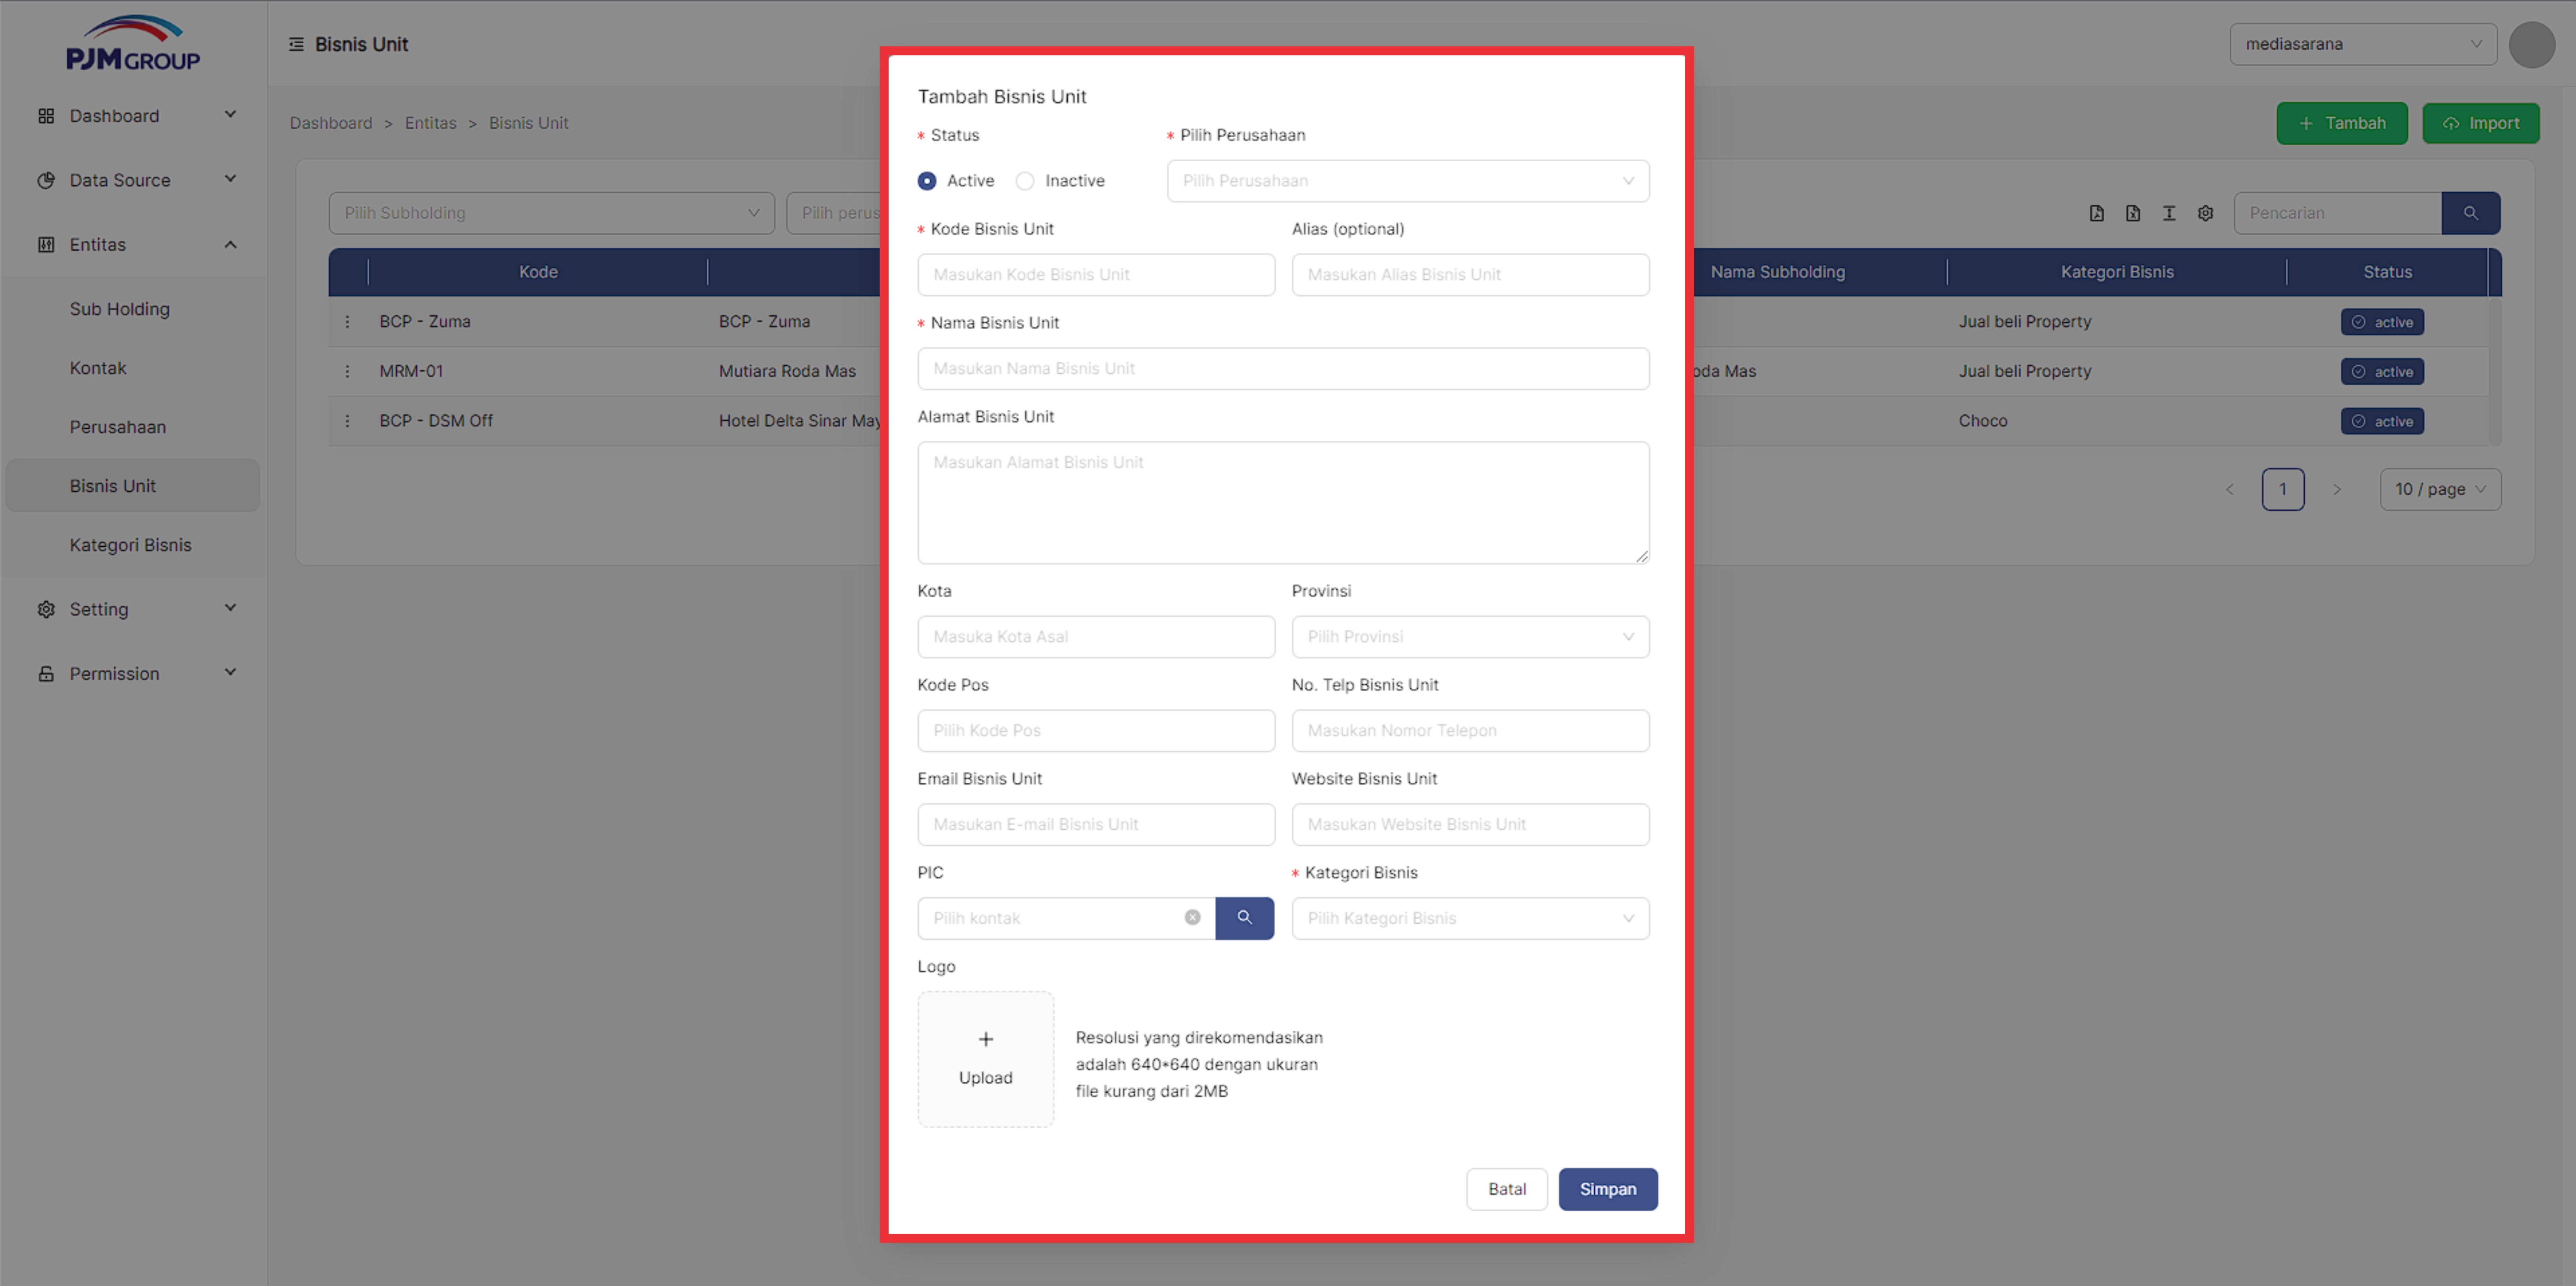 PJM GROUP
Dashboard
Data Source
Entitas
Sub Holding
Kontak
Perusahaan
Bisnis Unit
Kategori Bisnis
Setting
Permission
Bisnis Unit
mediasarana
Dashboard > Entitas > Bisnis Unit
+ Tambah
Import
Pilih Subholding
Pilih perus
Pencarian
Kode
Nama Subholding
Kategori Bisnis
Status
BCP - Zuma
BCP - Zuma
Jual beli Property
active
MRM-01
Mutiara Roda Mas
oda Mas
Jual beli Property
active
BCP - DSM Off
Hotel Delta Sinar May
Choco
active
< 1 >
10 / page
Tambah Bisnis Unit
* Status
* Pilih Perusahaan
Active
Inactive
Pilih Perusahaan
* Kode Bisnis Unit
Alias (optional)
Masukan Kode Bisnis Unit
Masukan Alias Bisnis Unit
* Nama Bisnis Unit
Masukan Nama Bisnis Unit
Alamat Bisnis Unit
Masukan Alamat Bisnis Unit
Kota
Provinsi
Masuka Kota Asal
Pilih Provinsi
Kode Pos
No. Telp Bisnis Unit
Pilih Kode Pos
Masukan Nomor Telepon
Email Bisnis Unit
Website Bisnis Unit
Masukan E-mail Bisnis Unit
Masukan Website Bisnis Unit
PIC
* Kategori Bisnis
Pilih kontak
Pilih Kategori Bisnis
Logo
+
Upload
Resolusi yang direkomendasikan
adalah 640*640 dengan ukuran
file kurang dari 2MB
Batal
Simpan